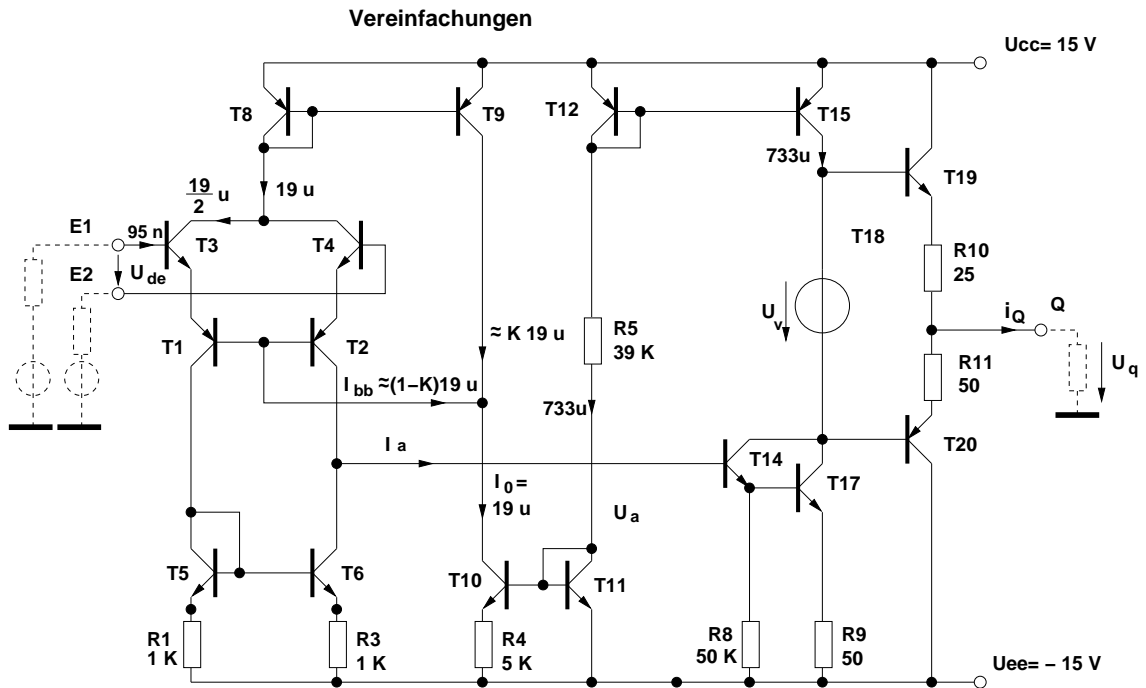 Vereinfachungen
Ucc= 15 V
T8
T9
T12
T15
733u
19/2 u
19 u
T19
E1
95 n
T3
T4
T18
E2
U de
R10
25
U v
i Q
Q
T1
T2
≈ K 19 u
R5
39 K
R11
50
U q
I bb ≈(1−K)19 u
733u
I a
T14
T20
T17
I 0 =
19 u
U a
T5
T6
T10
T11
R1
1 K
R3
1 K
R4
5 K
R8
50 K
R9
50
Uee= − 15 V